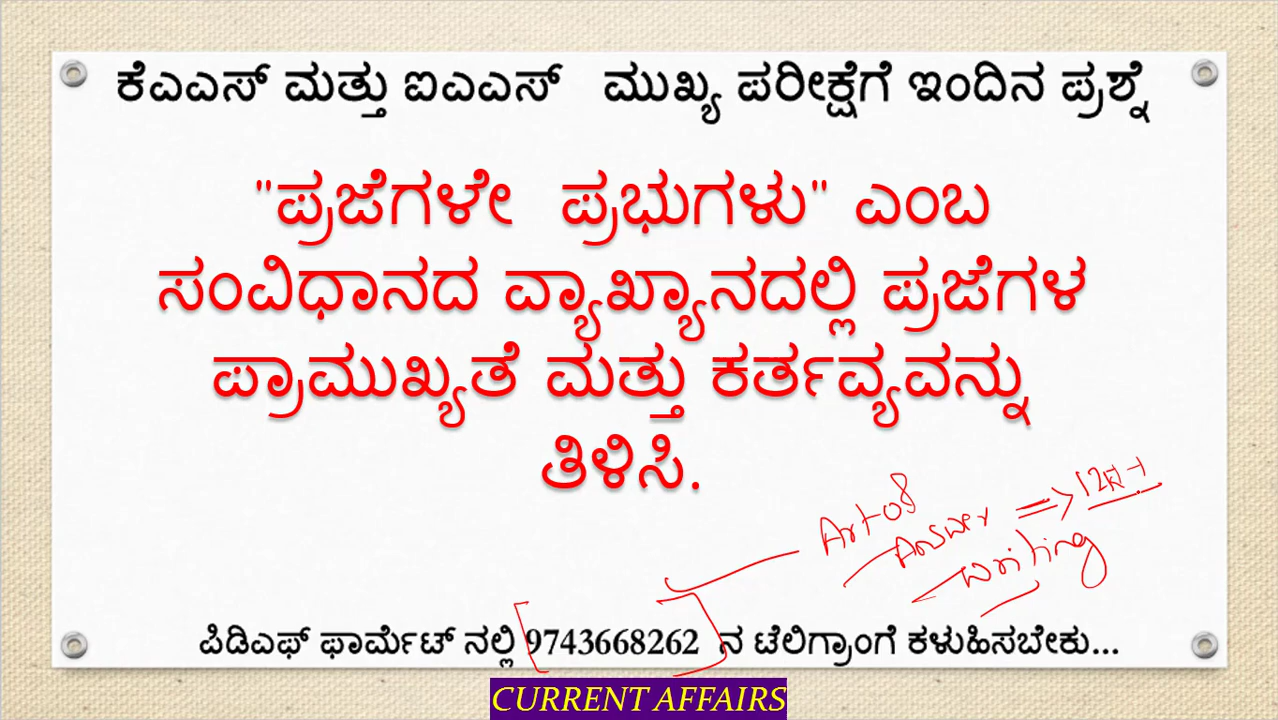 ಕೆಎಎಸ್ ಮತ್ತು ಐಎಎಸ್ ಮುಖ್ಯ ಪರೀಕ್ಷೆಗೆ ಇಂದಿನ ಪ್ರಶ್ನೆ
"ಪ್ರಜೆಗಳೇ ಪ್ರಭುಗಳು" ಎಂಬ
ಸಂವಿಧಾನದ ವ್ಯಾಖ್ಯಾನದಲ್ಲಿ ಪ್ರಜೆಗಳ
ಪ್ರಾಮುಖ್ಯತೆ ಮತ್ತು ಕರ್ತವ್ಯವನ್ನು
ತಿಳಿಸಿ.
Art of
Answer =>
Writing
ಪಿಡಿಎಫ್ ಫಾರ್ಮೆಟ್ ನಲ್ಲಿ 9743668262 ನ ಟೆಲಿಗ್ರಾಂಗೆ ಕಳುಹಿಸಬೇಕು...
CURRENT AFFAIRS